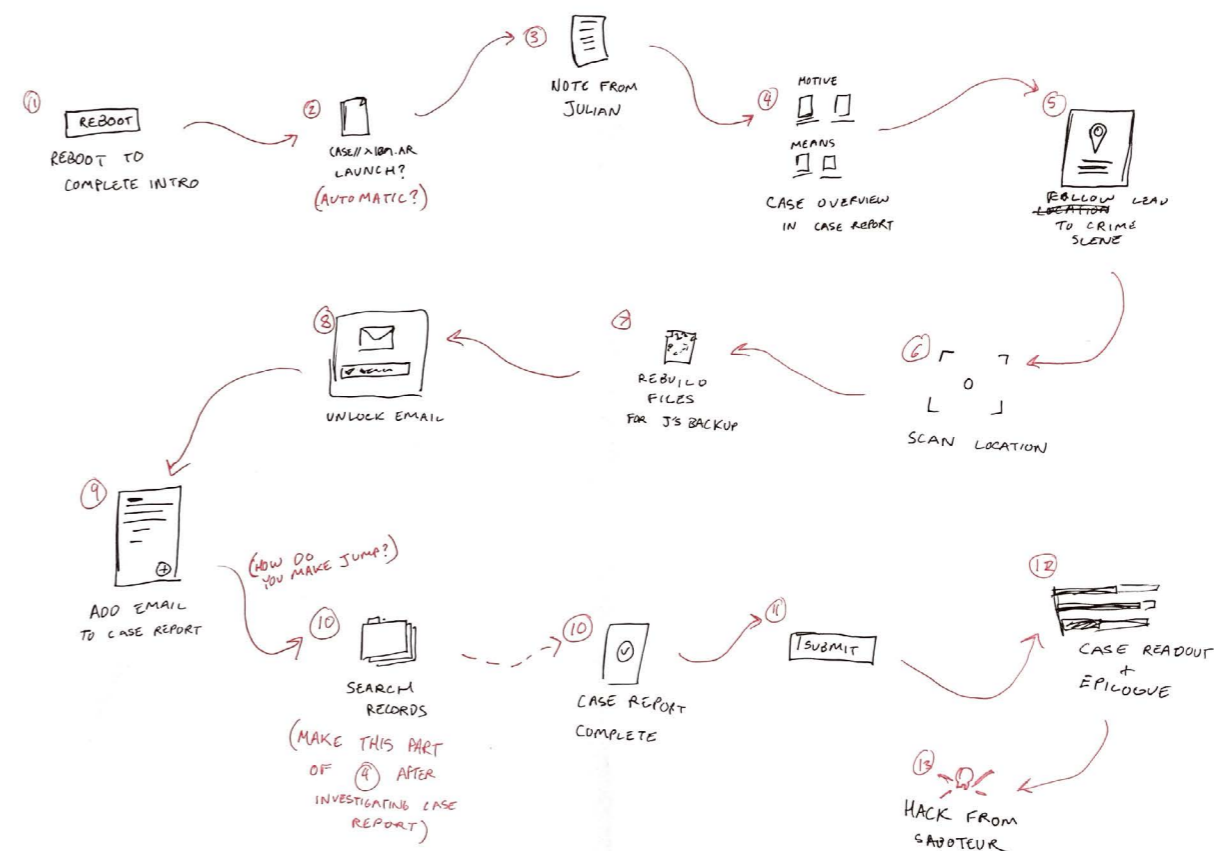 1
REBOOT
REBOOT TO
COMPLETE INTRO
2
LAUNCH?
(AUTOMATIC?)
3
NOTE FROM
JULIAN
4
MOTIVE
MEANS
CASE OVERVIEW
IN CASE REPORT
5
FOLLOW LEAD
LOCATION
TO CRIME
SCENE
6
SCAN LOCATION
7
REBUILD
FILES
FOR J'S BACKUP
8
UNLOCK EMAIL
9
ADD EMAIL
TO CASE REPORT
(HOW DO
YOU MAKE JUMP?)
10
SEARCH
RECORDS
(MAKE THIS PART
OF 4 AFTER
INVESTIGATING CASE
REPORT)
10
CASE REPORT
COMPLETE
11
SUBMIT
12
CASE READOUT
+
EPILOGUE
13
HACK FROM
SABOTEUR